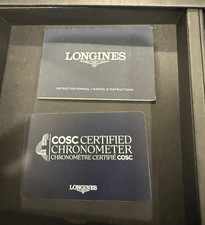 LONGINES
INSTRUCTION MANUAL / MANUEL D'INSTRUCTIONS
COSC CERTIFIED
CHRONOMETER
CHRONOMÈTRE CERTIFIÉ COSC
LONGINES